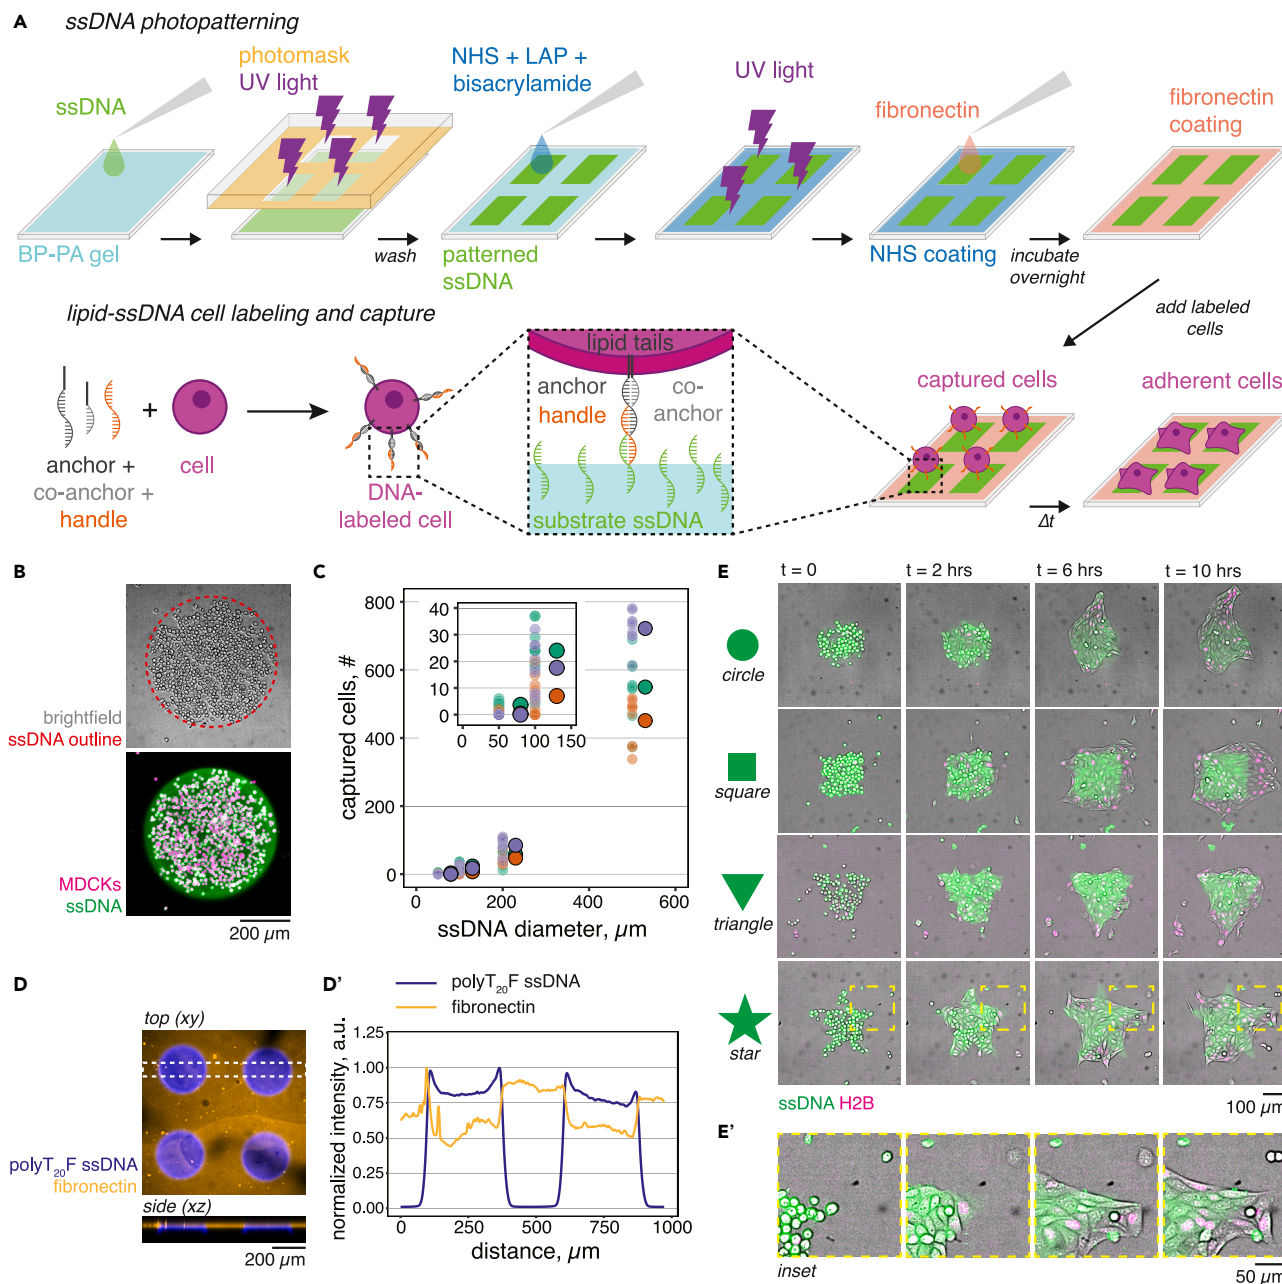 A
ssDNA photopatterning
ssDNA
BP-PA gel
photomask
UV light
wash
NHS + LAP +
bisacrylamide
patterned
ssDNA
UV light
fibronectin
NHS coating
incubate
overnight
fibronectin
coating
add labeled
cells
lipid-ssDNA cell labeling and capture
anchor +
co-anchor +
handle
+
cell
DNA-
labeled cell
lipid tails
anchor
handle
co-
anchor
substrate ssDNA
captured cells
Δt
adherent cells
B
brightfield
ssDNA outline
MDCKs
ssDNA
200 µm
C
captured cells, #
800
600
400
200
0
0
200
400
600
ssDNA diameter, µm
40
30
20
10
0
0
50
100
150
D
top (xy)
polyT20F ssDNA
fibronectin
side (xz)
200 µm
D'
polyT20F ssDNA
fibronectin
normalized intensity, a.u.
1.25
1.00
0.75
0.50
0.25
0.00
0
250
500
750
1000
distance, µm
E
t = 0
t = 2 hrs
t = 6 hrs
t = 10 hrs
circle
square
triangle
star
ssDNA H2B
100 µm
E'
inset
50 µm